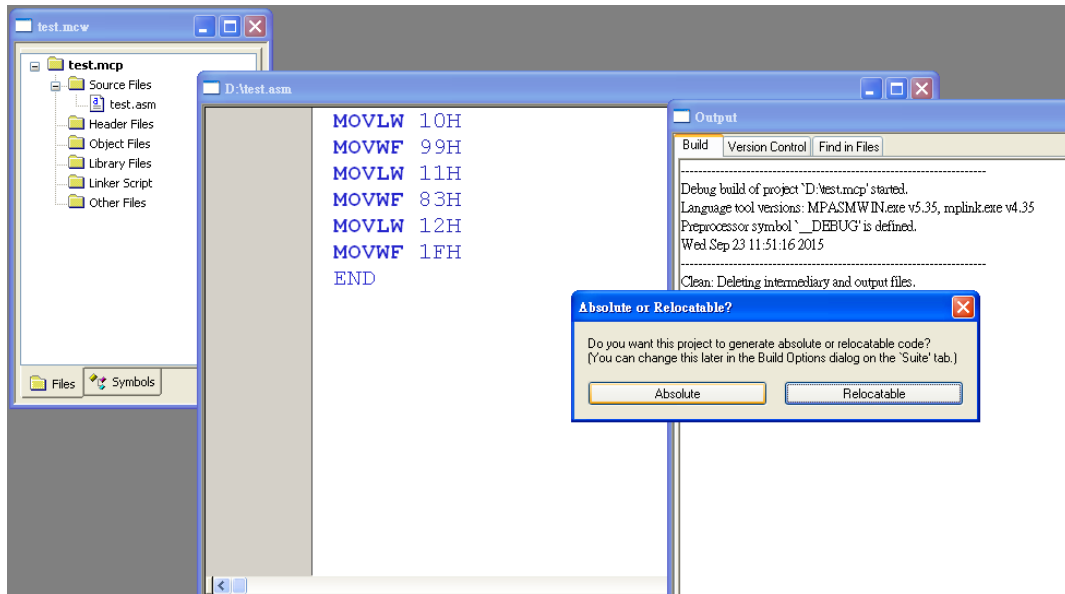 test.mcw
test.mcp
Source Files
test.asm
Header Files
Object Files
Library Files
Linker Script
Other Files
Files
Symbols
D:\test.asm
MOVLW 10H
MOVWF 99H
MOVLW 11H
MOVWF 83H
MOVLW 12H
MOVWF 1FH
END
Output
Build
Version Control
Find in Files
----------------------------------------------------------------------
Debug build of project `D:\test.mcp' started.
Language tool versions: MPASMWIN.exe v5.35, mplink.exe v4.35
Preprocessor symbol `__DEBUG' is defined.
Wed Sep 23 11:51:16 2015
----------------------------------------------------------------------
Clean: Deleting intermediary and output files.
Absolute or Relocatable?
Do you want this project to generate absolute or relocatable code?
(You can change this later in the Build Options dialog on the `Suite' tab.)
Absolute
Relocatable